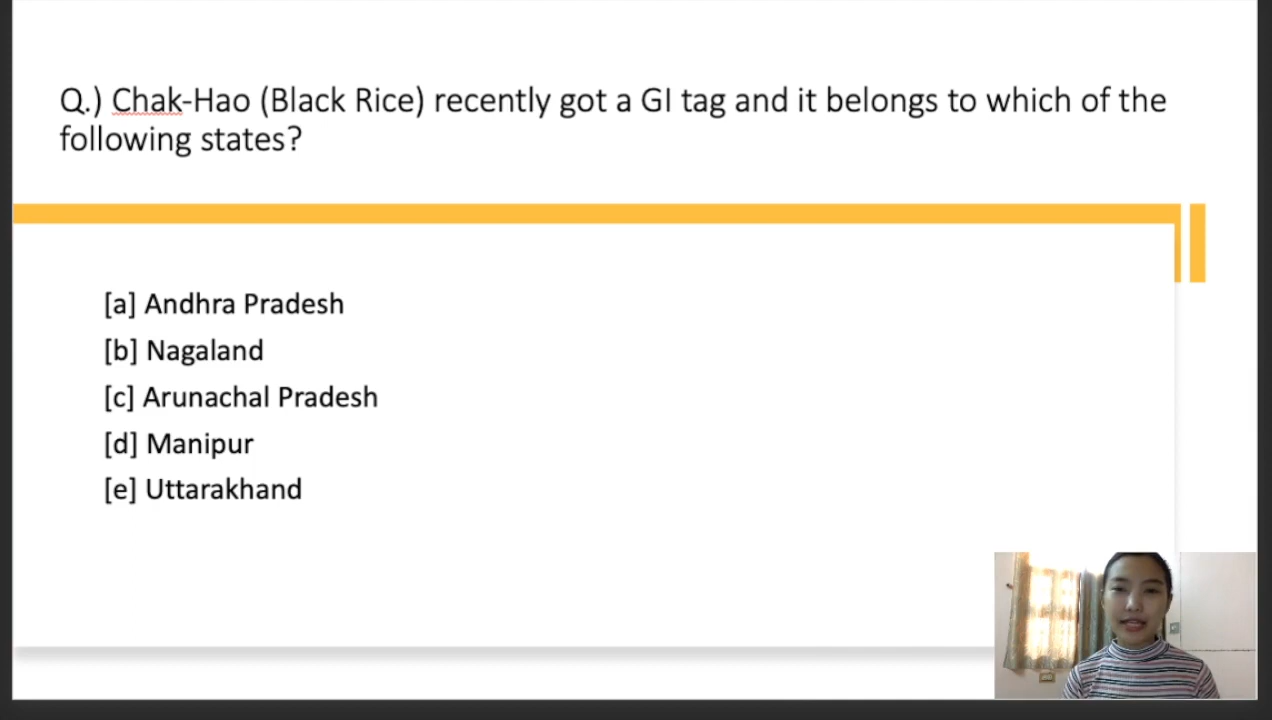 Q.) Chak-Hao (Black Rice) recently got a GI tag and it belongs to which of the
following states?
[a] Andhra Pradesh
[b] Nagaland
[c] Arunachal Pradesh
[d] Manipur
[e] Uttarakhand